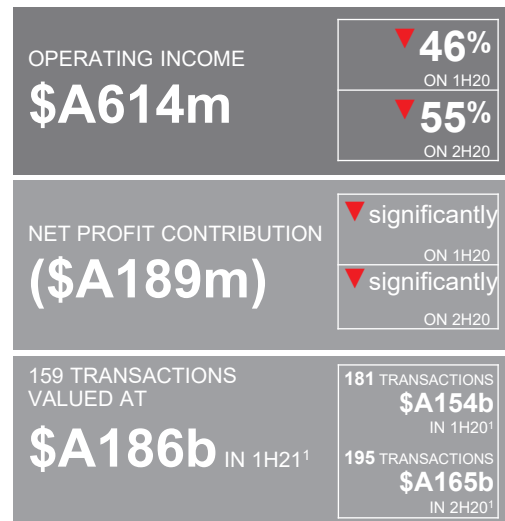 OPERATING INCOME
$A614m
▼46%
ON 1H20
▼55%
ON 2H20
NET PROFIT CONTRIBUTION
($A189m)
▼significantly
ON 1H20
▼significantly
ON 2H20
159 TRANSACTIONS
VALUED AT
$A186b IN 1H21¹
181 TRANSACTIONS
$A154b
IN 1H20¹
195 TRANSACTIONS
$A165b
IN 2H20¹